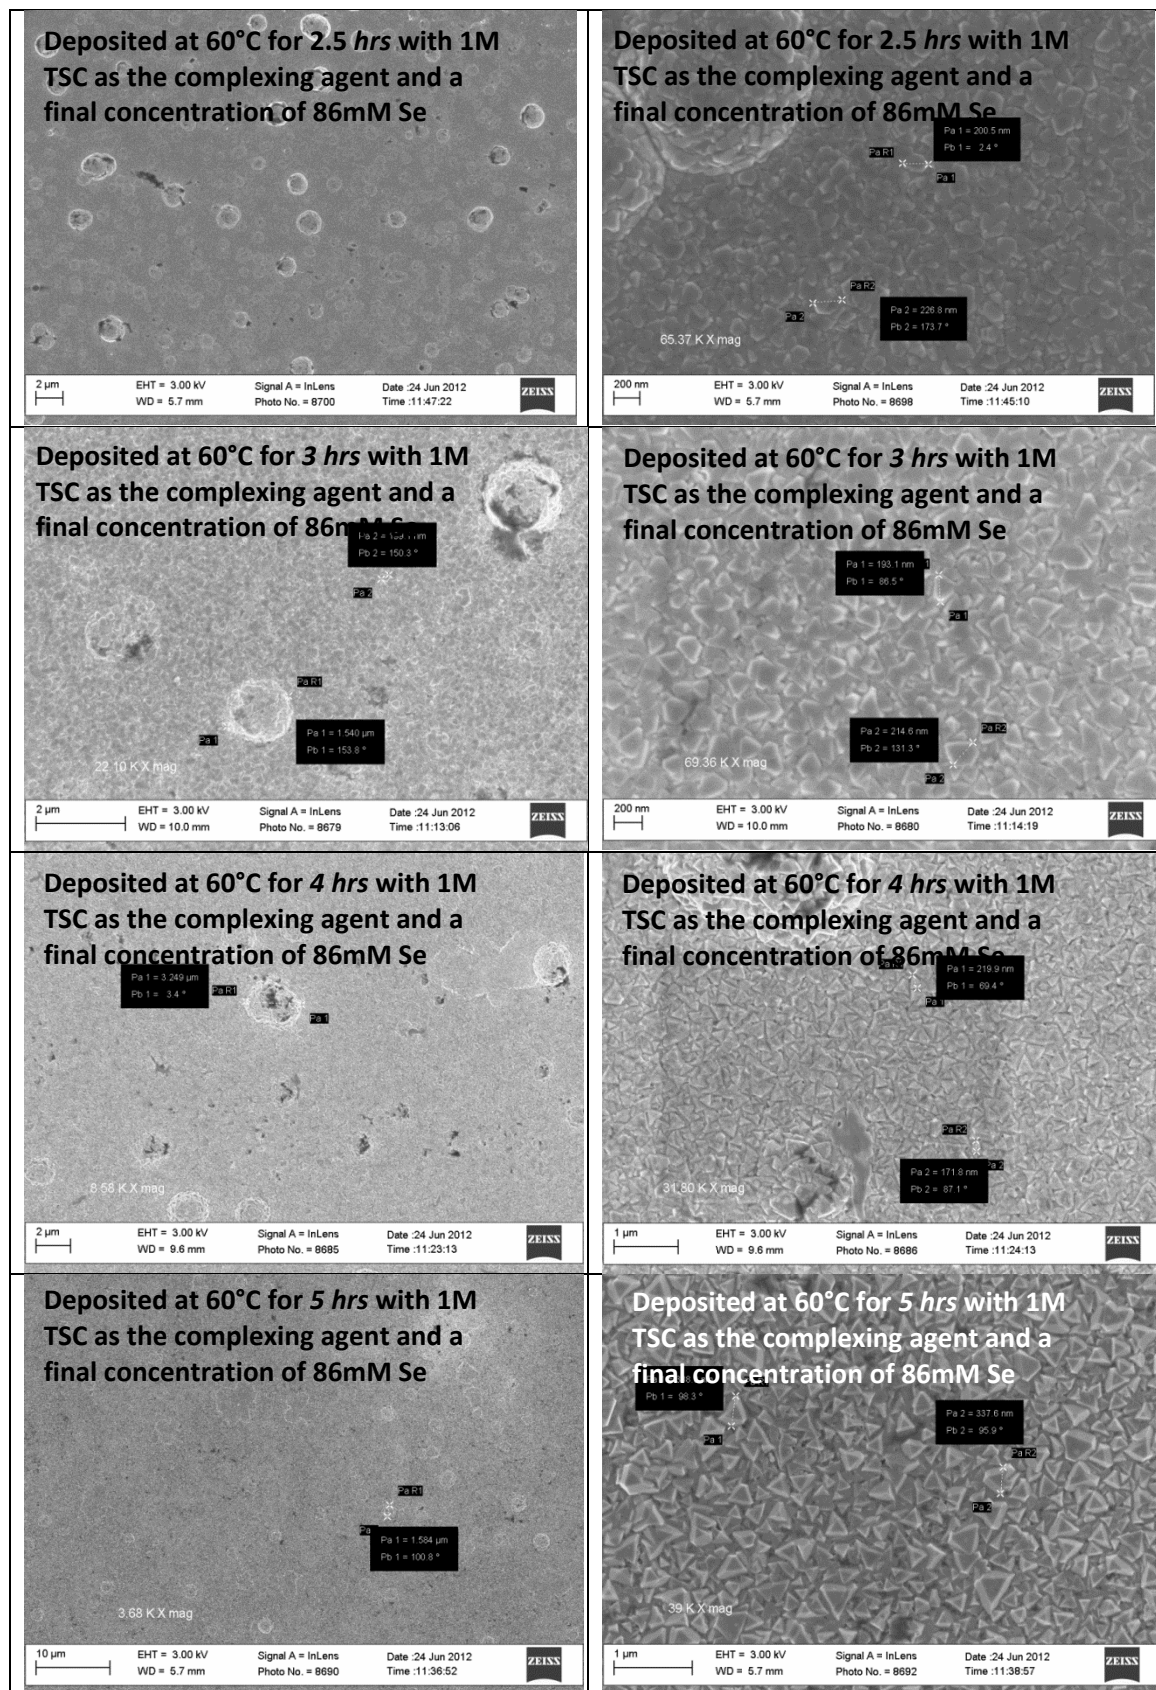 Deposited at 60°C for 2.5 hrs with 1M
TSC as the complexing agent and a
final concentration of 86mM Se
2 µm
EHT = 3.00 kV
WD = 5.7 mm
Signal A = InLens
Photo No. = 8700
Date :24 Jun 2012
Time :11:47:22
ZEISS
Deposited at 60°C for 2.5 hrs with 1M
TSC as the complexing agent and a
final concentration of 86mM Se
Pa 1 = 200.5 nm
Pb 1 = 2.4 °
Pa R1
Pa 1
Pa R2
Pa 2
Pa 2 = 226.8 nm
Pb 2 = 173.7°
65.37 K X mag
200 nm
EHT = 3.00 kV
WD = 5.7 mm
Signal A = InLens
Photo No. = 8698
Date :24 Jun 2012
Time :11:45:10
ZEISS
Deposited at 60°C for 3 hrs with 1M
TSC as the complexing agent and a
final concentration of 86mM Se
Pb 2 = 150.3 °
Pa 2
Pa R1
Pa 1
Pa 1 = 1.540 µm
Pb 1 = 153.8 °
22.10 K X mag
2 µm
EHT = 3.00 kV
WD = 10.0 mm
Signal A = InLens
Photo No. = 8679
Date :24 Jun 2012
Time :11:13:06
ZEISS
Deposited at 60°C for 3 hrs with 1M
TSC as the complexing agent and a
final concentration of 86mM Se
Pa 1 = 193.1 nm
Pb 1 = 86.5 °
Pa 1
Pa 2 = 214.6 nm
Pb 2 = 131.3 °
Pa R2
Pa 2
69.36 K X mag
200 nm
EHT = 3.00 kV
WD = 10.0 mm
Signal A = InLens
Photo No. = 8680
Date :24 Jun 2012
Time :11:14:19
ZEISS
Deposited at 60°C for 4 hrs with 1M
TSC as the complexing agent and a
final concentration of 86mM Se
Pa 1 = 3.249 µm
Pb 1 = 3.4 °
Pa R1
Pa 1
8.58 K X mag
2 µm
EHT = 3.00 kV
WD = 9.6 mm
Signal A = InLens
Photo No. = 8685
Date :24 Jun 2012
Time :11:23:13
ZEISS
Deposited at 60°C for 4 hrs with 1M
TSC as the complexing agent and a
final concentration of 86mM Se
Pa 1 = 219.9 nm
Pb 1 = 69.4 °
Pa 1
Pa R2
Pa 2
Pa 2 = 171.8 nm
Pb 2 = 87.1 °
31.80 K X mag
1 µm
EHT = 3.00 kV
WD = 9.6 mm
Signal A = InLens
Photo No. = 8686
Date :24 Jun 2012
Time :11:24:13
ZEISS
Deposited at 60°C for 5 hrs with 1M
TSC as the complexing agent and a
final concentration of 86mM Se
Pa R1
Pa
Pa 1 = 1.584 µm
Pb 1 = 100.8 °
3.68 K X mag
10 µm
EHT = 3.00 kV
WD = 5.7 mm
Signal A = InLens
Photo No. = 8690
Date :24 Jun 2012
Time :11:36:52
ZEISS
Deposited at 60°C for 5 hrs with 1M
TSC as the complexing agent and a
final concentration of 86mM Se
Pb 1 = 98.3 °
Pa 1
Pa 2 = 337.6 nm
Pb 2 = 95.9 °
Pa R2
Pa 2
39 K X mag
1 µm
EHT = 3.00 kV
WD = 5.7 mm
Signal A = InLens
Photo No. = 8692
Date :24 Jun 2012
Time :11:38:57
ZEISS